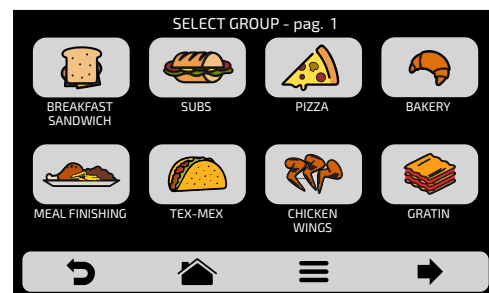 SELECT GROUP - pag. 1
BREAKFAST
SANDWICH
SUBS
PIZZA
BAKERY
MEAL FINISHING
TEX-MEX
CHICKEN
WINGS
GRATIN